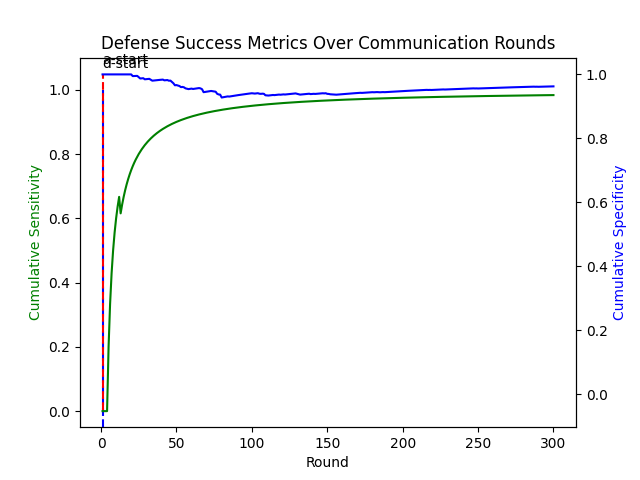 Defense Success Metrics Over Communication Rounds
a-start
d-start
1.0
0.8
0.6
0.4
0.2
0.0
Cumulative Sensitivity
1.0
0.8
0.6
0.4
0.2
0.0
Cumulative Specificity
0 50 100 150 200 250 300
Round